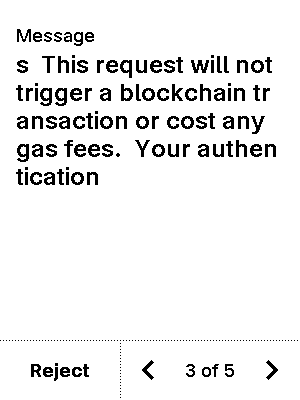 Message
s  This request will not
trigger a blockchain tr
ansaction or cost any
gas fees.  Your authen
tication
Reject
3 of 5